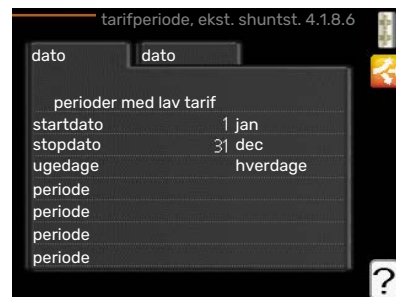 tarifperiode, ekst. shuntst. 4.1.8.6
dato dato
perioder med lav tarif
startdato 1 jan
stopdato 31 dec
ugedage hverdage
periode
periode
periode
periode
?